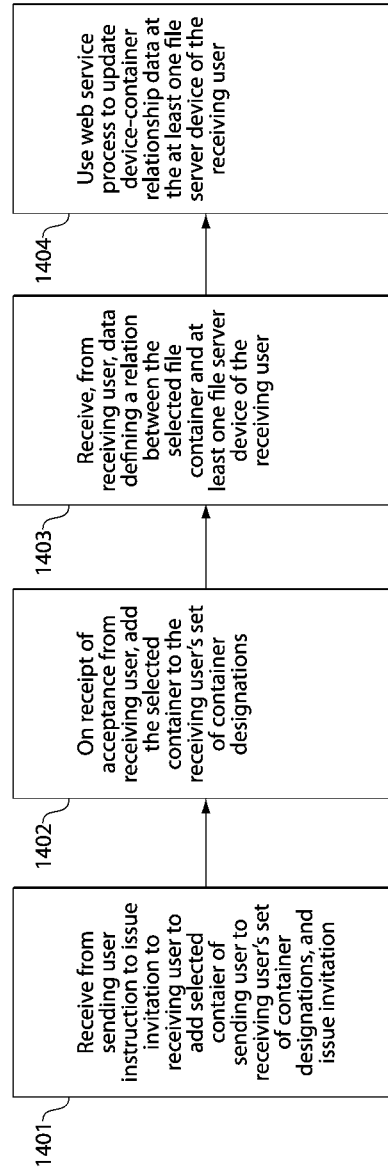 1401
Receive from
sending user
instruction to issue
invitation to
receiving user to
add selected
contaier of
sending user to
receiving user's set
of container
designations, and
issue invitation
1402
On receipt of
acceptance from
receiving user, add
the selected
container to the
receiving user's set
of container
designations
1403
Receive, from
receiving user, data
defining a relation
between the
selected file
container and at
least one file server
device of the
receiving user
1404
Use web service
process to update
device-container
relationship data at
the at least one file
server device of the
receiving user